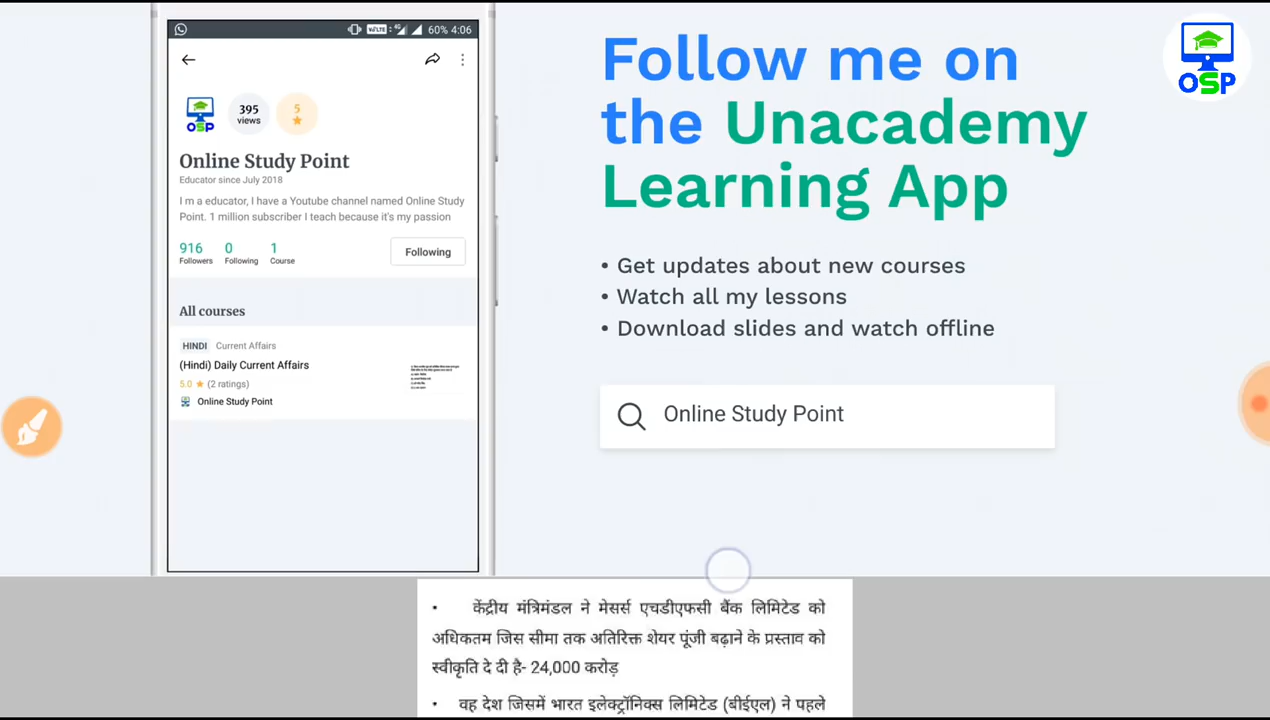 60% 4:06
395
views
5
OSP
Online Study Point
Educator since July 2018
I m a educator, I have a Youtube channel named Online Study
Point. 1 million subscriber I teach because it's my passion
916 0 1
Followers Following Course
Following
All courses
HINDI Current Affairs
(Hindi) Daily Current Affairs
5.0 ★ (2 ratings)
Online Study Point
Follow me on
the Unacademy
Learning App
• Get updates about new courses
• Watch all my lessons
• Download slides and watch offline
Online Study Point
OSP
• केंद्रीय मंत्रिमंडल ने मेसर्स एचडीएफसी बैंक लिमिटेड को
अधिकतम जिस सीमा तक अतिरिक्त शेयर पूंजी बढ़ाने के प्रस्ताव को
स्वीकृति दे दी है- 24,000 करोड़
• वह देश जिसमें भारत इलेक्ट्रॉनिक्स लिमिटेड (बीईएल) ने पहले